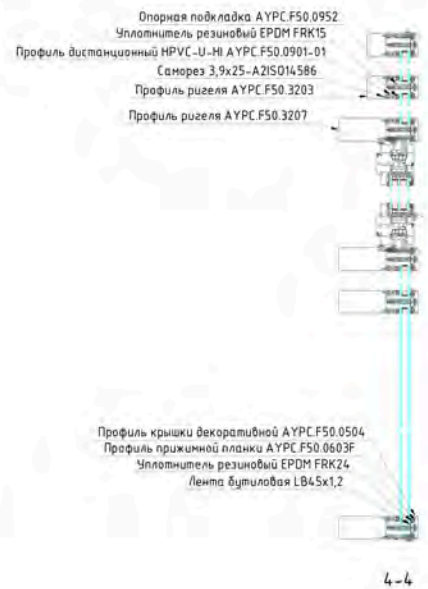 Опорная подкладка AYPC.F50.0952
Уплотнитель резиновый EPDM FRK15
Профиль дистанционный HPVC-U-HI AYPC.F50.0901-01
Саморез 3,9х25-A2ISO14586
Профиль ригеля AYPC.F50.3203
Профиль ригеля AYPC.F50.3207
Профиль крышки декоративной AYPC.F50.0504
Профиль прижимной планки AYPC.F50.0603F
Уплотнитель резиновый EPDM FRK24
Лента бутиловая LB45х1,2
4-4